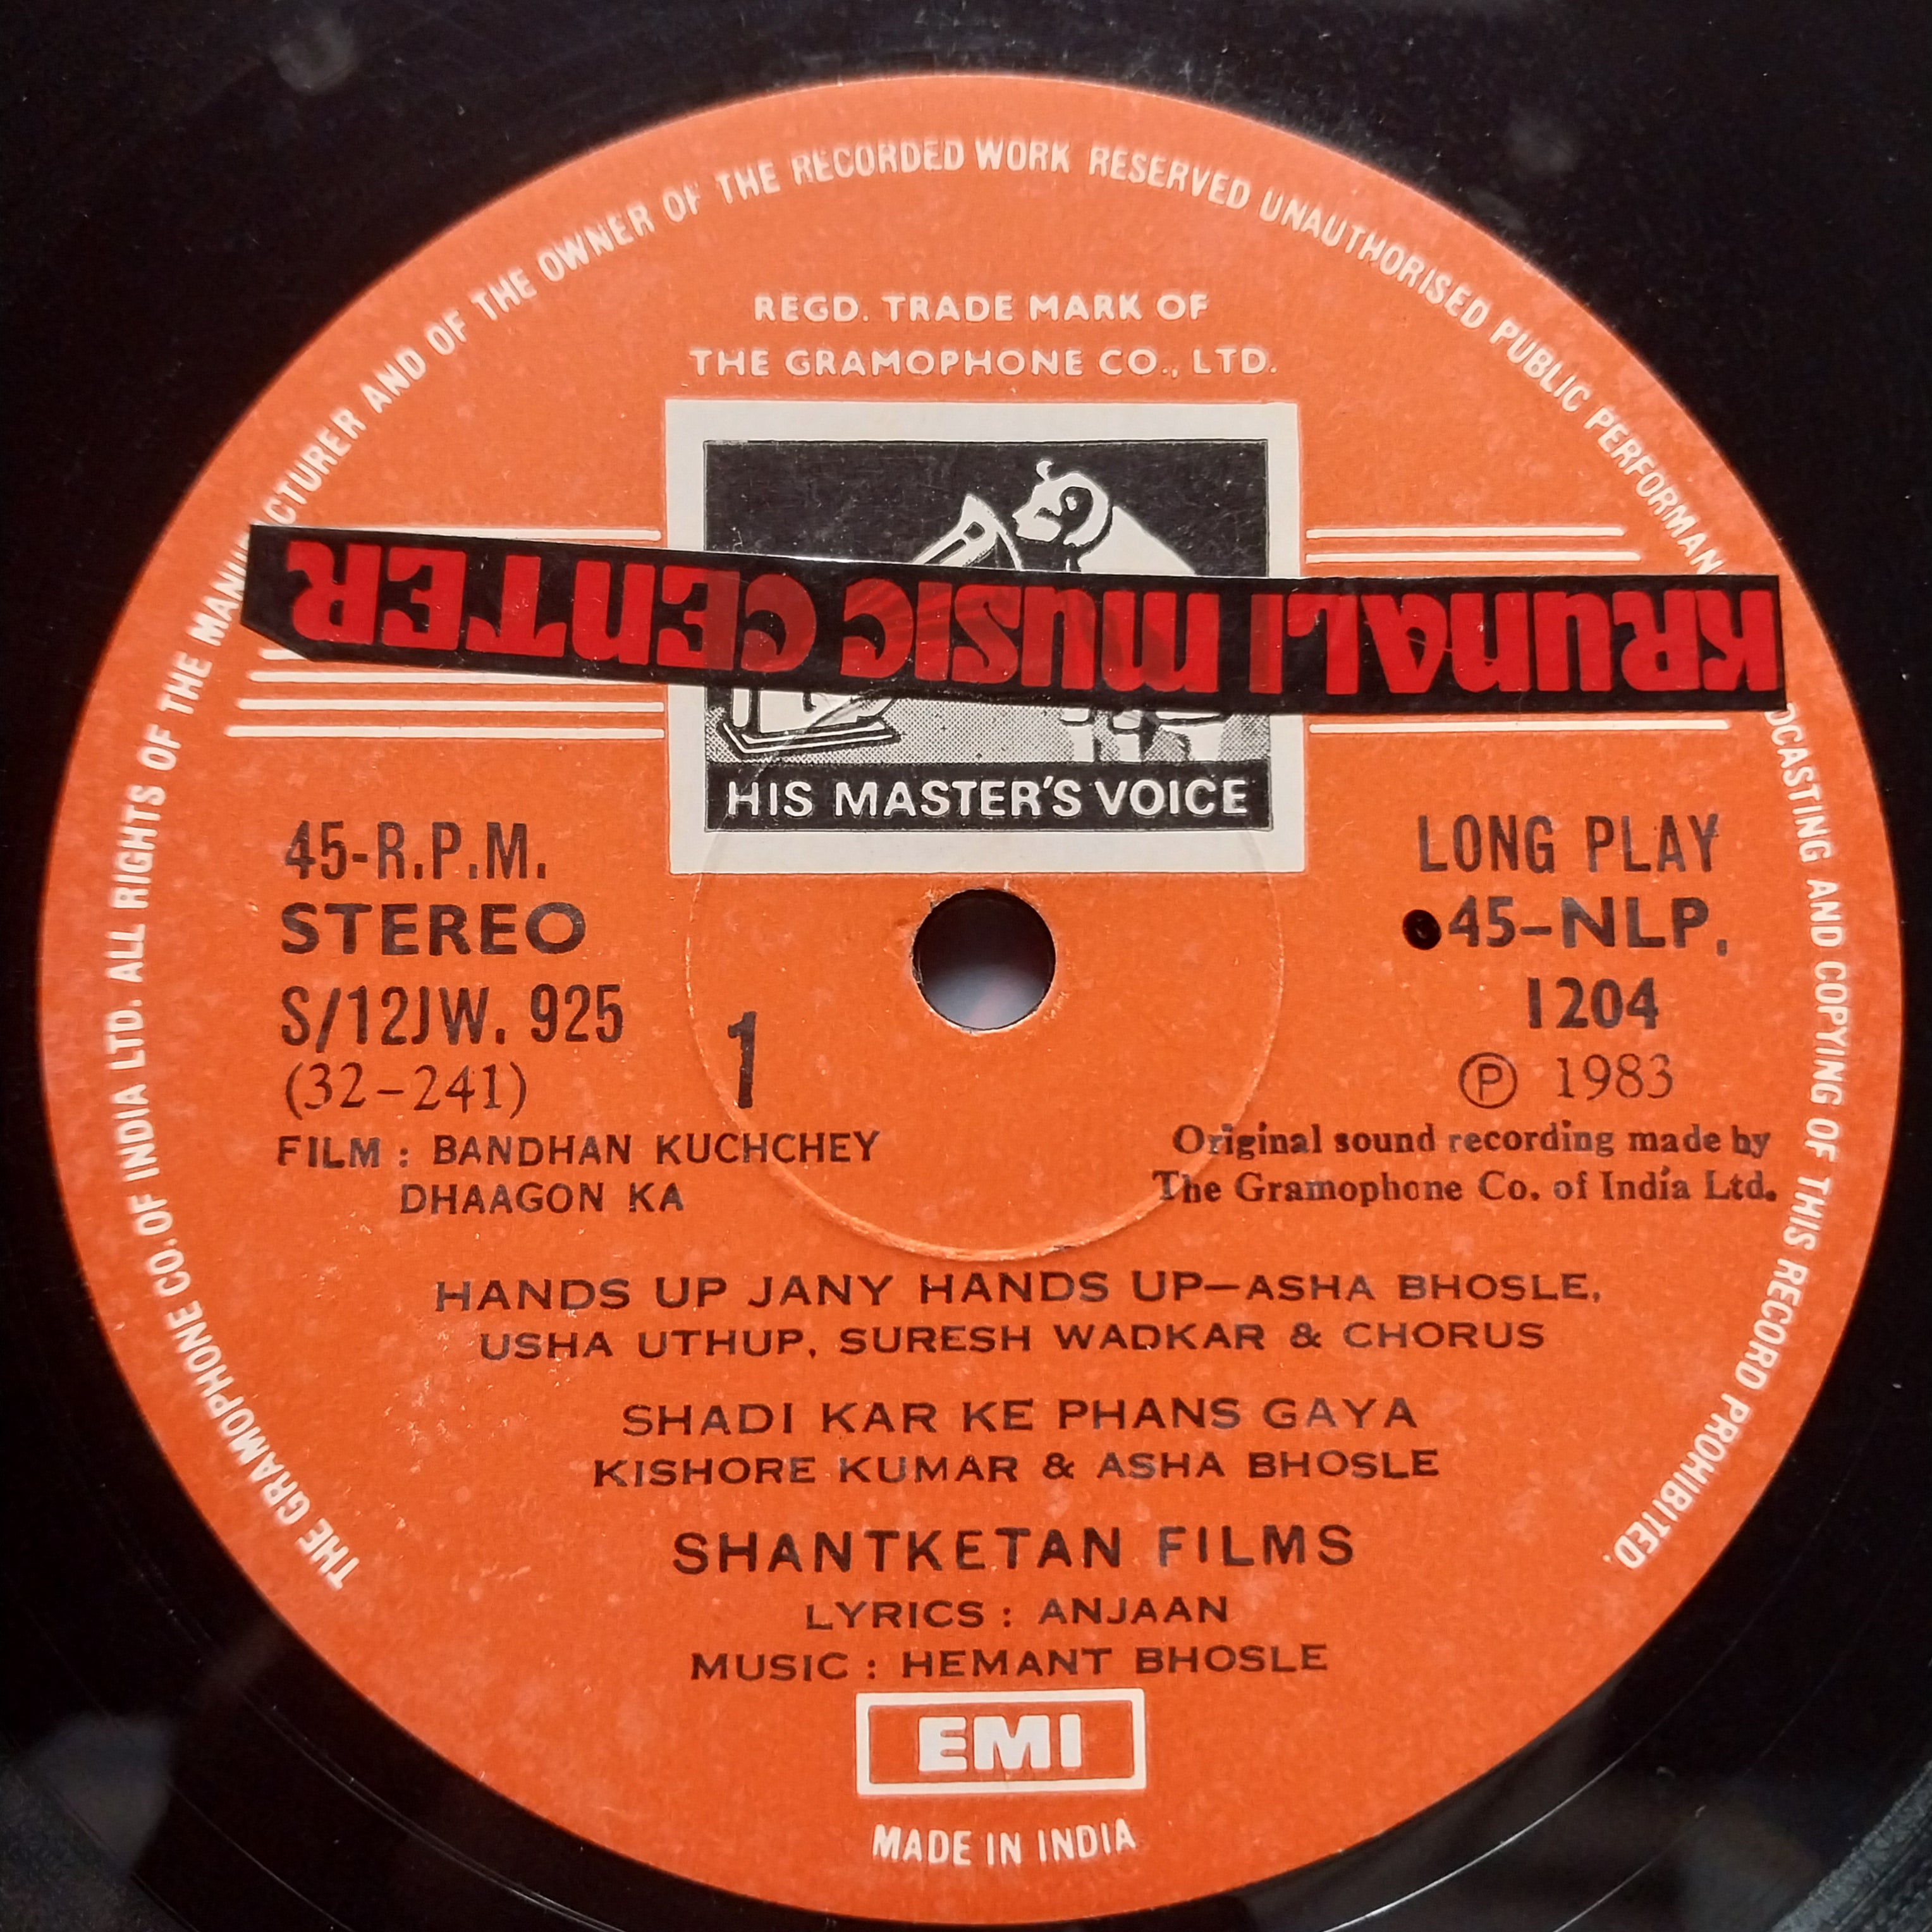 THE GRAMOPHONE CO. OF INDIA LTD. ALL RIGHTS OF THE MANU CTURER AND OF THE OWNER OF THE RECORDED WORK RESERVED UNAUTHORISED PUBLIC PERFORMAN DCASTING AND COPYING OF THIS RECORD PROHIBITED.
REGD. TRADE MARK OF
THE GRAMOPHONE CO., LTD.
KRUNALI MUSIC CENTER
HIS MASTER'S VOICE
45-R.P.M.
STEREO
S/12JW. 925
(32-241)
1
FILM : BANDHAN KUCHCHEY
DHAAGON KA
LONG PLAY
45-NLP.
1204
Ⓟ 1983
Original sound recording made by
The Gramophone Co. of India Ltd.
HANDS UP JANY HANDS UP—ASHA BHOSLE,
USHA UTHUP, SURESH WADKAR & CHORUS
SHADI KAR KE PHANS GAYA
KISHORE KUMAR & ASHA BHOSLE
SHANTKETAN FILMS
LYRICS : ANJAAN
MUSIC : HEMANT BHOSLE
EMI
MADE IN INDIA